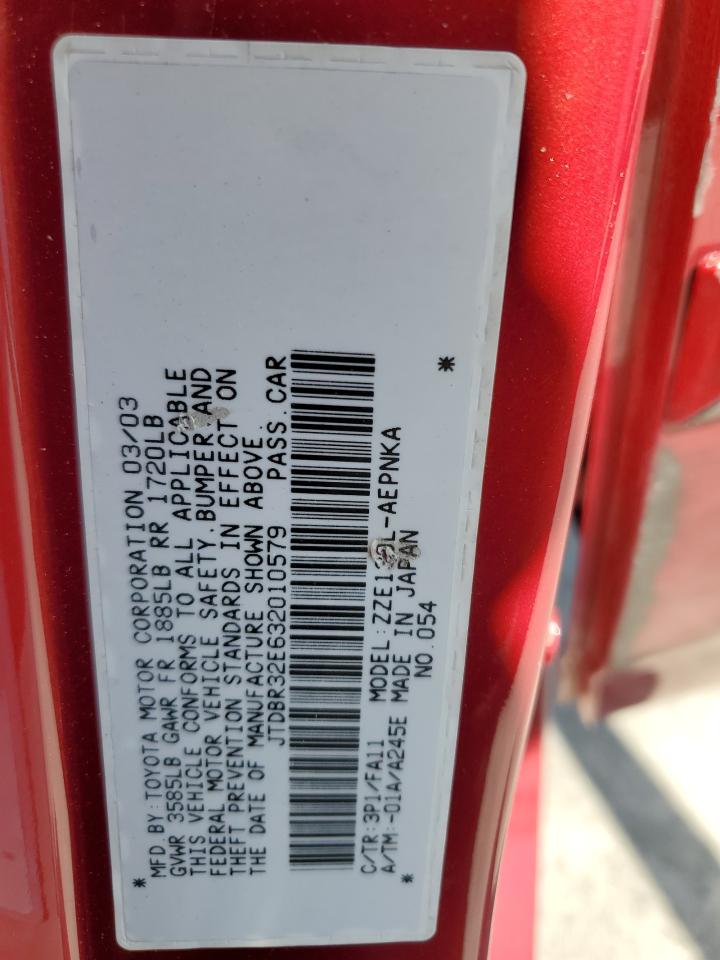 MFD.BY:TOYOTA MOTOR CORPORATION 03/03
GVWR 3585LB GAWR FR 1885LB RR 1720LB
THIS VEHICLE CONFORMS TO ALL APPLICABLE
FEDERAL MOTOR VEHICLE SAFETY.BUMPER AND
THEFT PREVENTION STANDARDS IN EFFECT ON
THE DATE OF MANUFACTURE SHOWN ABOVE.
JTDBR32E632010579 PASS.CAR
C/TR:3P1/FA11 MODEL:
A/TM:-01A/A245E MADE IN JAPAN
NO.054